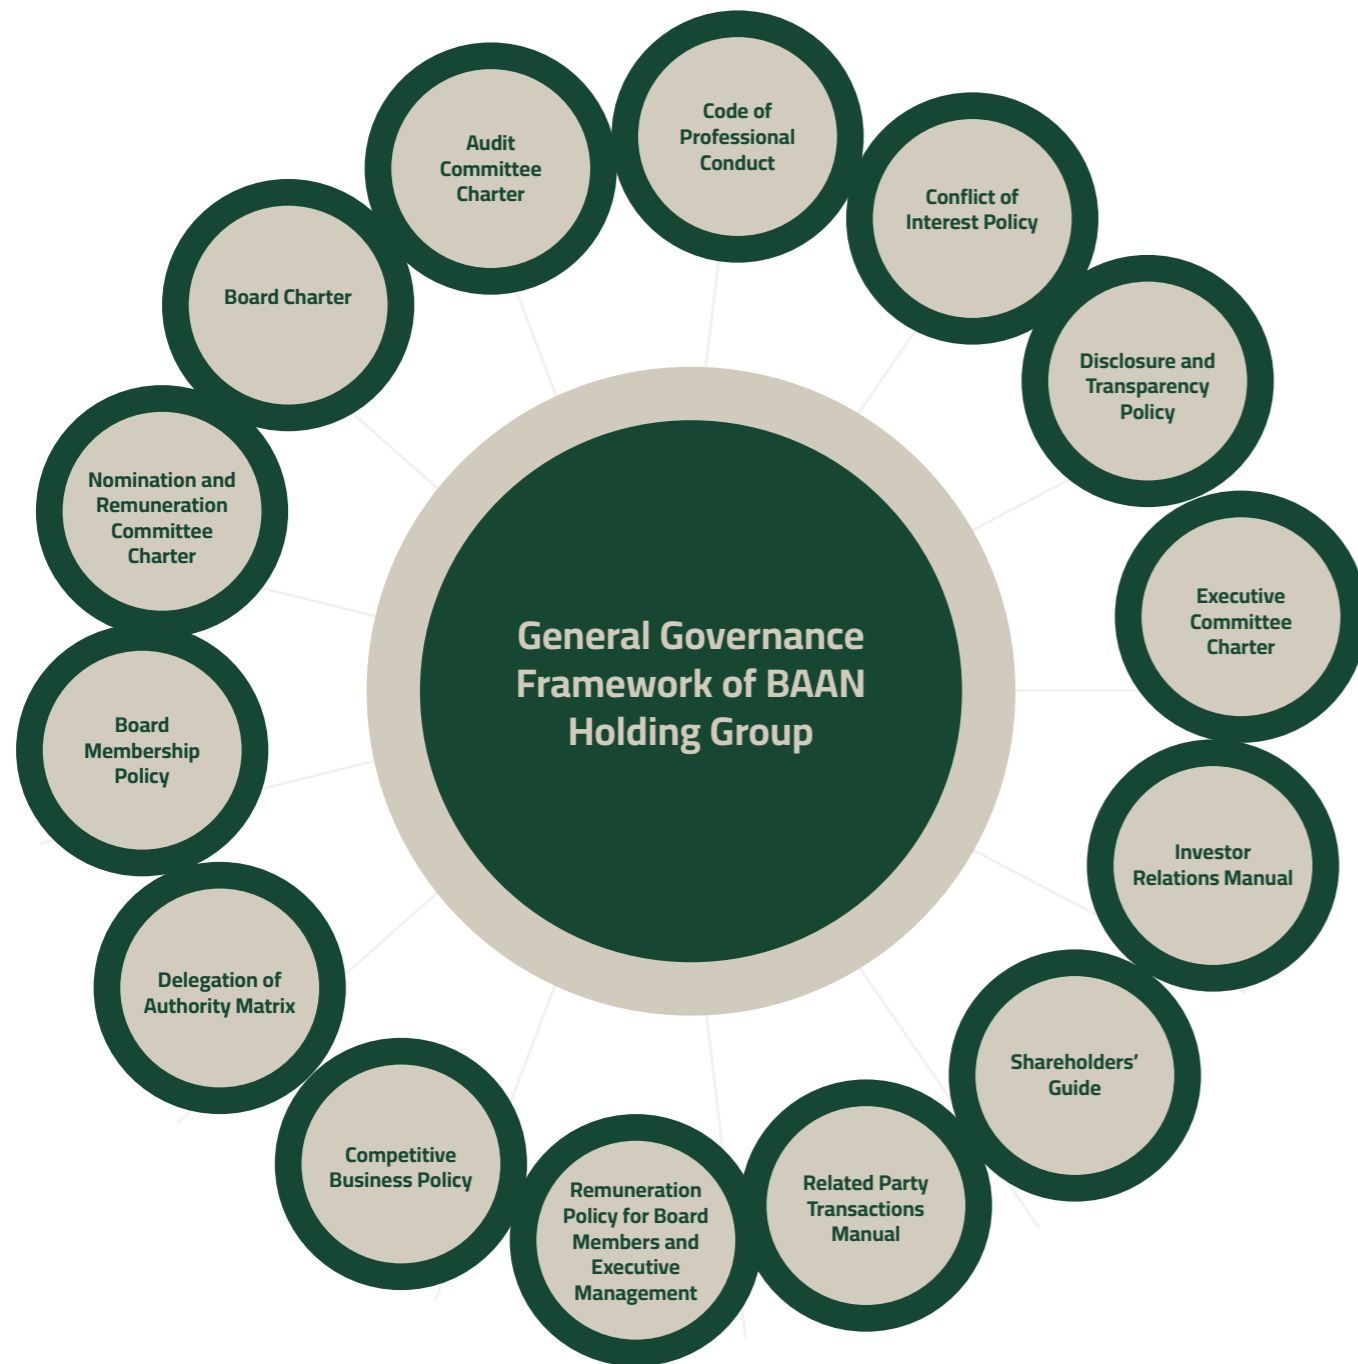 Code of
Professional
Conduct
Conflict of
Interest Policy
Disclosure and
Transparency
Policy
Executive
Committee
Charter
Investor
Relations Manual
Shareholders’
Guide
Related Party
Transactions
Manual
Remuneration
Policy for Board
Members and
Executive
Management
Competitive
Business Policy
Delegation of
Authority Matrix
Board
Membership
Policy
Nomination and
Remuneration
Committee
Charter
Board Charter
Audit
Committee
Charter
General Governance
Framework of BAAN
Holding Group